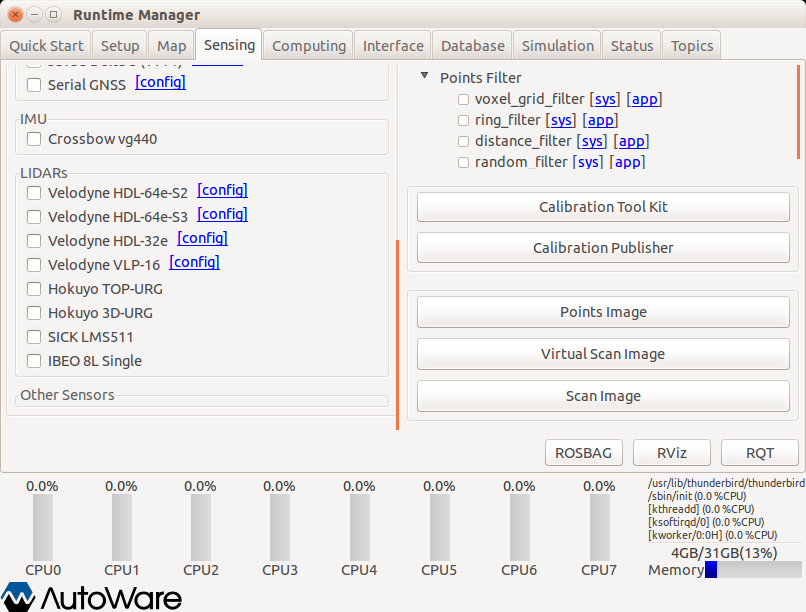 Runtime Manager
Quick Start Setup Map Sensing Computing Interface Database Simulation Status Topics
Serial GNSS [config]
IMU
Crossbow vg440
LIDARs
Velodyne HDL-64e-S2 [config]
Velodyne HDL-64e-S3 [config]
Velodyne HDL-32e [config]
Velodyne VLP-16 [config]
Hokuyo TOP-URG
Hokuyo 3D-URG
SICK LMS511
IBEO 8L Single
Other Sensors
Points Filter
voxel_grid_filter [sys] [app]
ring_filter [sys] [app]
distance_filter [sys] [app]
random_filter [sys] [app]
Calibration Tool Kit
Calibration Publisher
Points Image
Virtual Scan Image
Scan Image
ROSBAG RViz RQT
0.0% 0.0% 0.0% 0.0% 0.0% 0.0% 0.0% 0.0%
CPU0 CPU1 CPU2 CPU3 CPU4 CPU5 CPU6 CPU7
/usr/lib/thunderbird/thunderbird
/sbin/init (0.0 %CPU)
[kthreadd] (0.0 %CPU)
[ksoftirqd/0] (0.0 %CPU)
[kworker/0:0H] (0.0 %CPU)
4GB/31GB(13%)
Memory
AutoWare